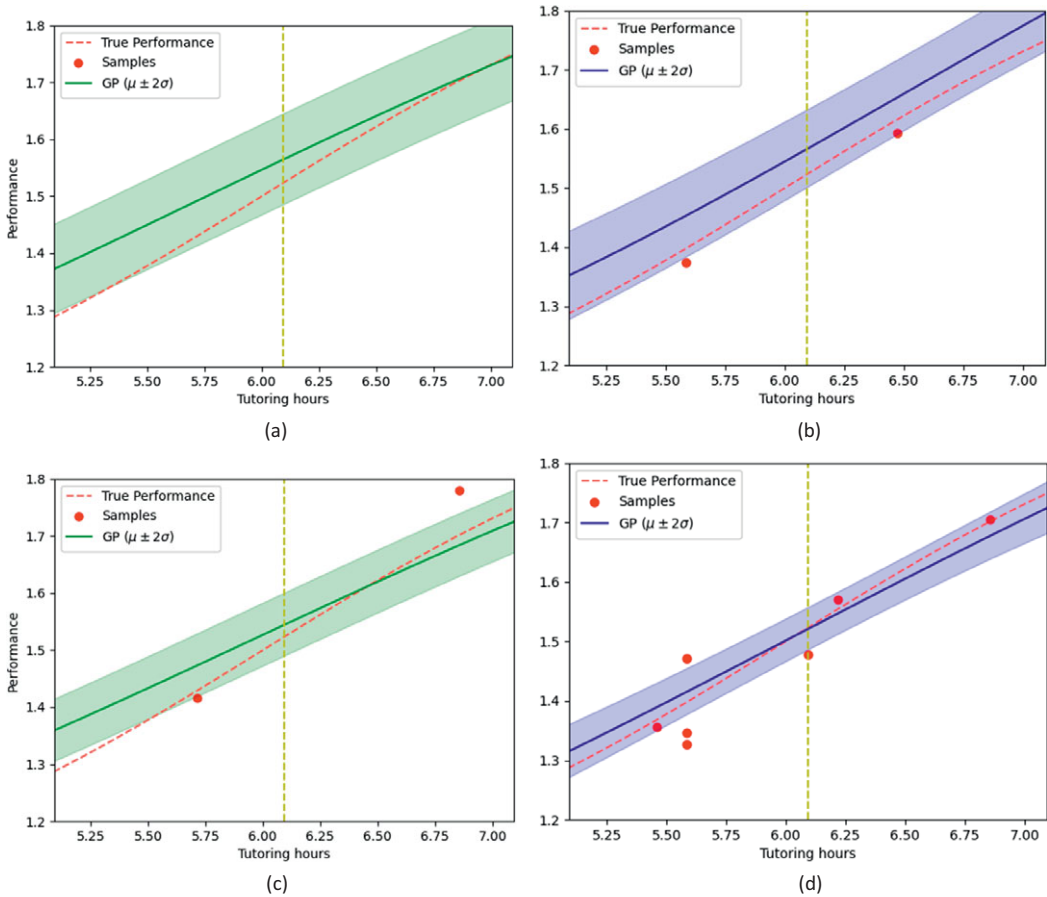 1.8
1.7
1.6
1.5
1.4
1.3
1.2
Performance
True Performance
Samples
GP (μ ± 2σ)
5.25 5.50 5.75 6.00 6.25 6.50 6.75 7.00
Tutoring hours
(a)
1.8
1.7
1.6
1.5
1.4
1.3
1.2
True Performance
Samples
GP (μ ± 2σ)
5.25 5.50 5.75 6.00 6.25 6.50 6.75 7.00
Tutoring hours
(b)
1.8
1.7
1.6
1.5
1.4
1.3
1.2
Performance
True Performance
Samples
GP (μ ± 2σ)
5.25 5.50 5.75 6.00 6.25 6.50 6.75 7.00
Tutoring hours
(c)
1.8
1.7
1.6
1.5
1.4
1.3
1.2
True Performance
Samples
GP (μ ± 2σ)
5.25 5.50 5.75 6.00 6.25 6.50 6.75 7.00
Tutoring hours
(d)